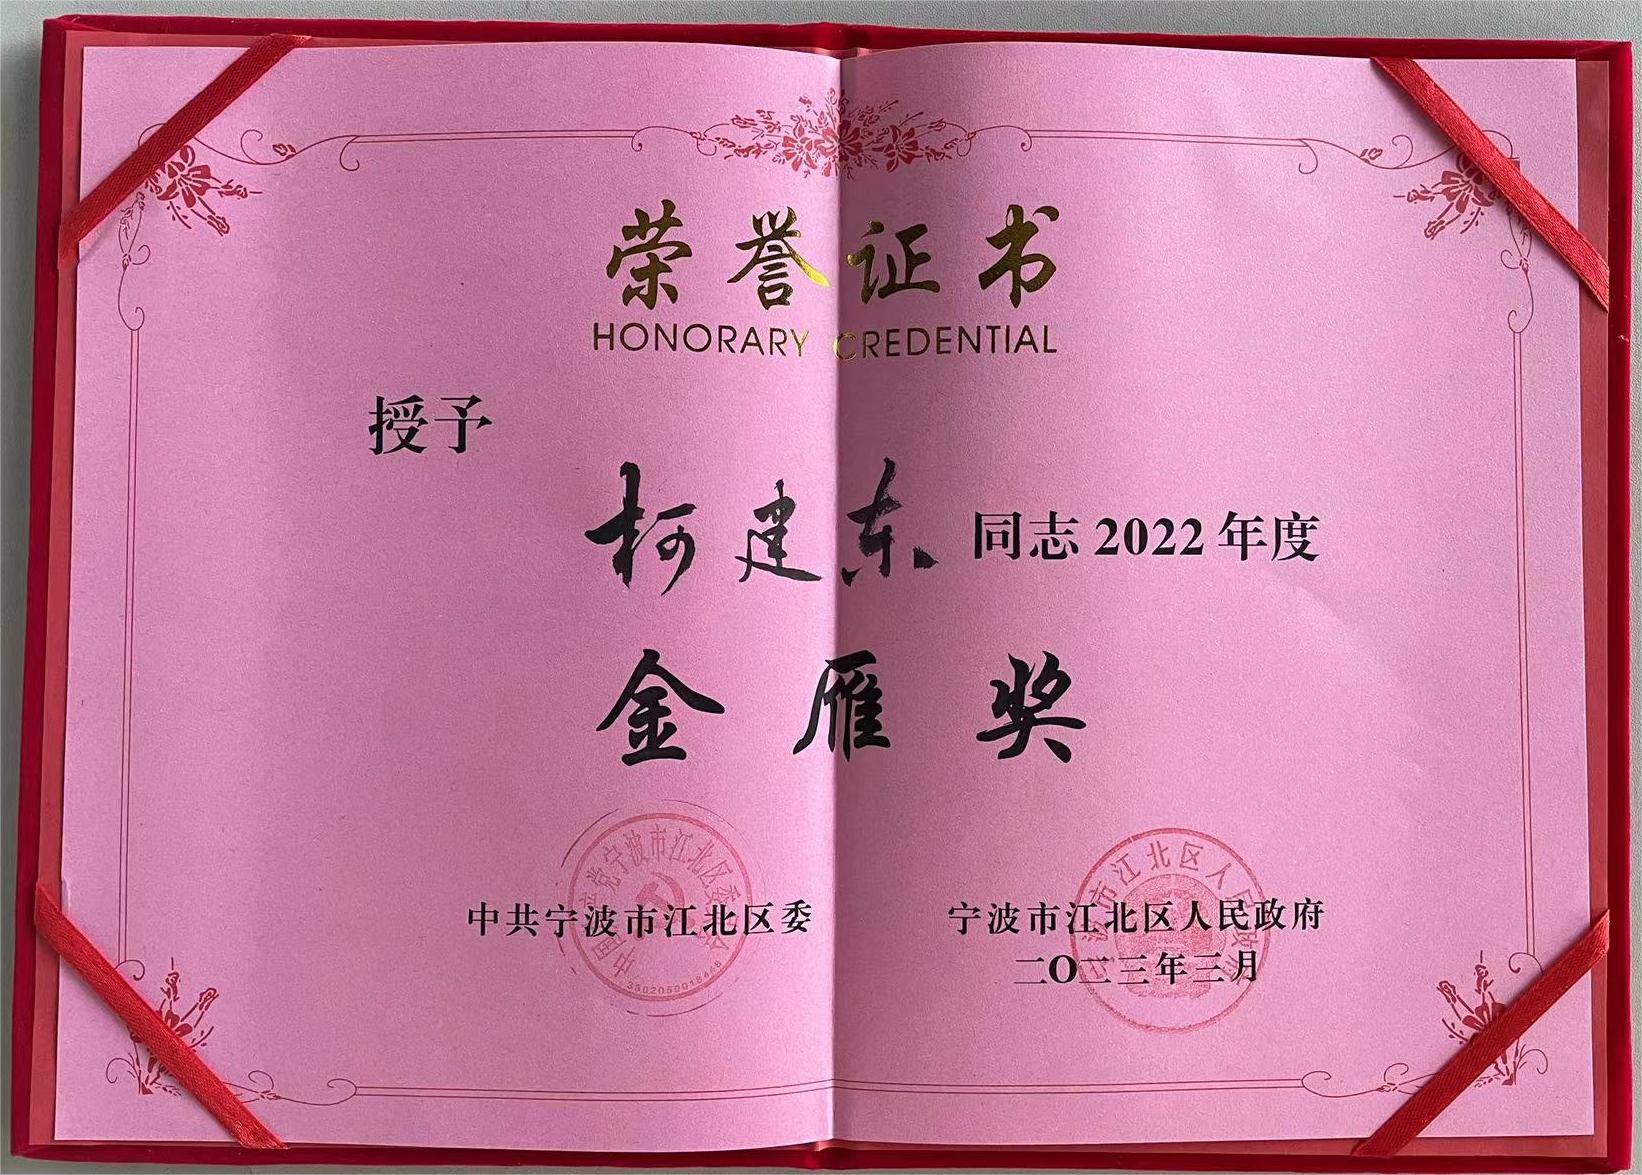 荣誉证书
HONORARY CREDENTIAL
授予
柯建东 同志2022年度
金雁奖
中共宁波市江北区委 宁波市江北区人民政府
二〇二三年三月